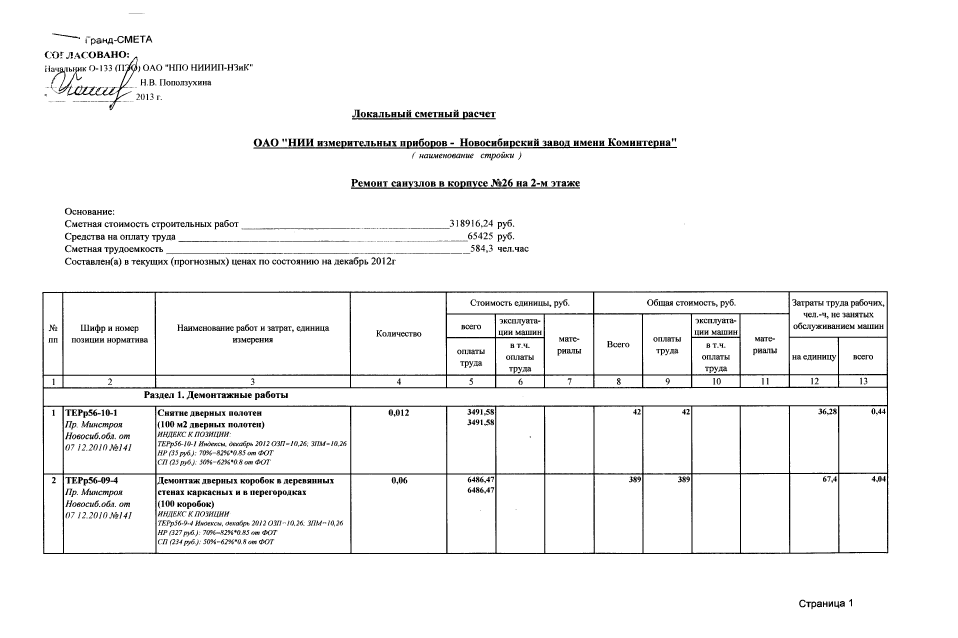 Гранд-СМЕТА
СОГЛАСОВАНО:
Начальник О-133 (ПЭО) ОАО "НПО НИИИП-НЗиК"
Н.В. Поползухина
2013 г.
Локальный сметный расчет
ОАО "НИИ измерительных приборов - Новосибирский завод имени Коминтерна"
( наименование стройки )
Ремонт санузлов в корпусе №26 на 2-м этаже
Основание:
Сметная стоимость строительных работ 318916,24 руб.
Средства на оплату труда 65425 руб.
Сметная трудоемкость 584,3 чел.час
Составлен(а) в текущих (прогнозных) ценах по состоянию на декабрь 2012г
№ пп
Шифр и номер позиции норматива
Наименование работ и затрат, единица измерения
Количество
Стоимость единицы, руб.
всего
оплаты труда
эксплуата-ции машин
в т.ч. оплаты труда
мате-риалы
Общая стоимость, руб.
Всего
оплаты труда
эксплуата-ции машин
в т.ч. оплаты труда
мате-риалы
Затраты труда рабочих, чел.-ч, не занятых обслуживанием машин
на единицу
всего
1 2 3 4 5 6 7 8 9 10 11 12 13
Раздел 1. Демонтажные работы
1 ТЕРр56-10-1 Снятие дверных полотен 0,012 3491,58 42 42 36,28 0,44
Пр. Минстроя (100 м2 дверных полотен) 3491,58
Новосиб.обл. от ИНДЕКС К ПОЗИЦИИ:
07.12.2010 №141 ТЕРр56-10-1 Индексы, декабрь 2012 ОЗП=10,26; ЗПМ=10,26
НР (35 руб.): 70%=82%*0.85 от ФОТ
СП (25 руб.): 50%=62%*0.8 от ФОТ
2 ТЕРр56-09-4 Демонтаж дверных коробок в деревянных 0,06 6486,47 389 389 67,4 4,04
Пр. Минстроя стенах каркасных и в перегородках 6486,47
Новосиб.обл. от (100 коробок)
07.12.2010 №141 ИНДЕКС К ПОЗИЦИИ
ТЕРр56-9-4 Индексы, декабрь 2012 ОЗП=10,26; ЗПМ=10,26
НР (327 руб.): 70%=82%*0.85 от ФОТ
СП (234 руб.): 50%=62%*0.8 от ФОТ
Страница 1